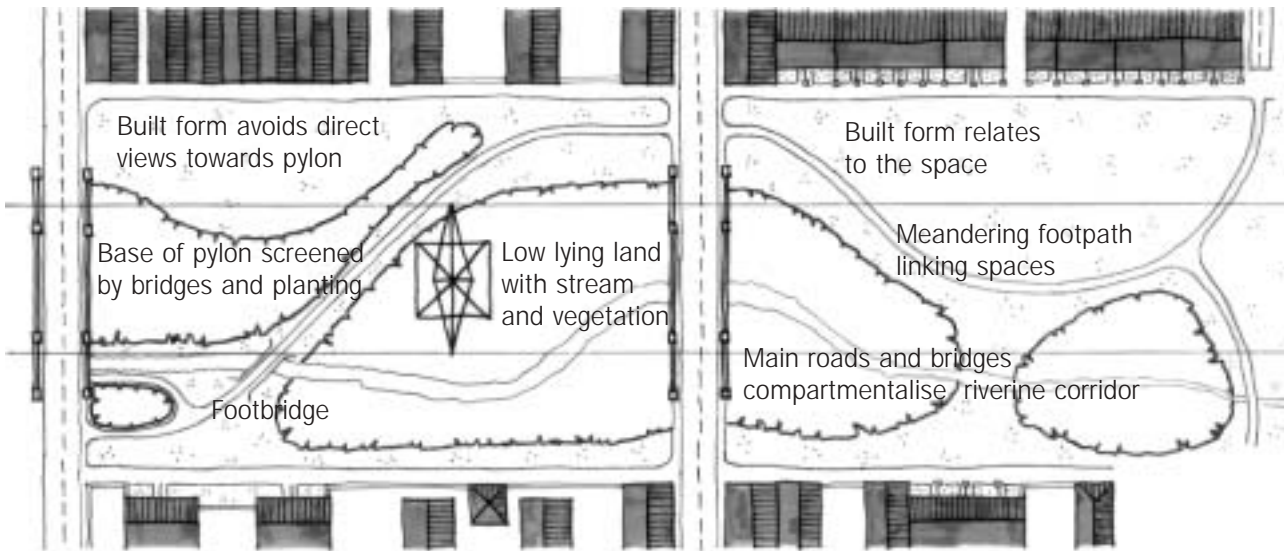 Built form avoids direct
views towards pylon
Built form relates
to the space
Base of pylon screened
by bridges and planting
Low lying land
with stream
and vegetation
Meandering footpath
linking spaces
Main roads and bridges
compartmentalise riverine corridor
Footbridge